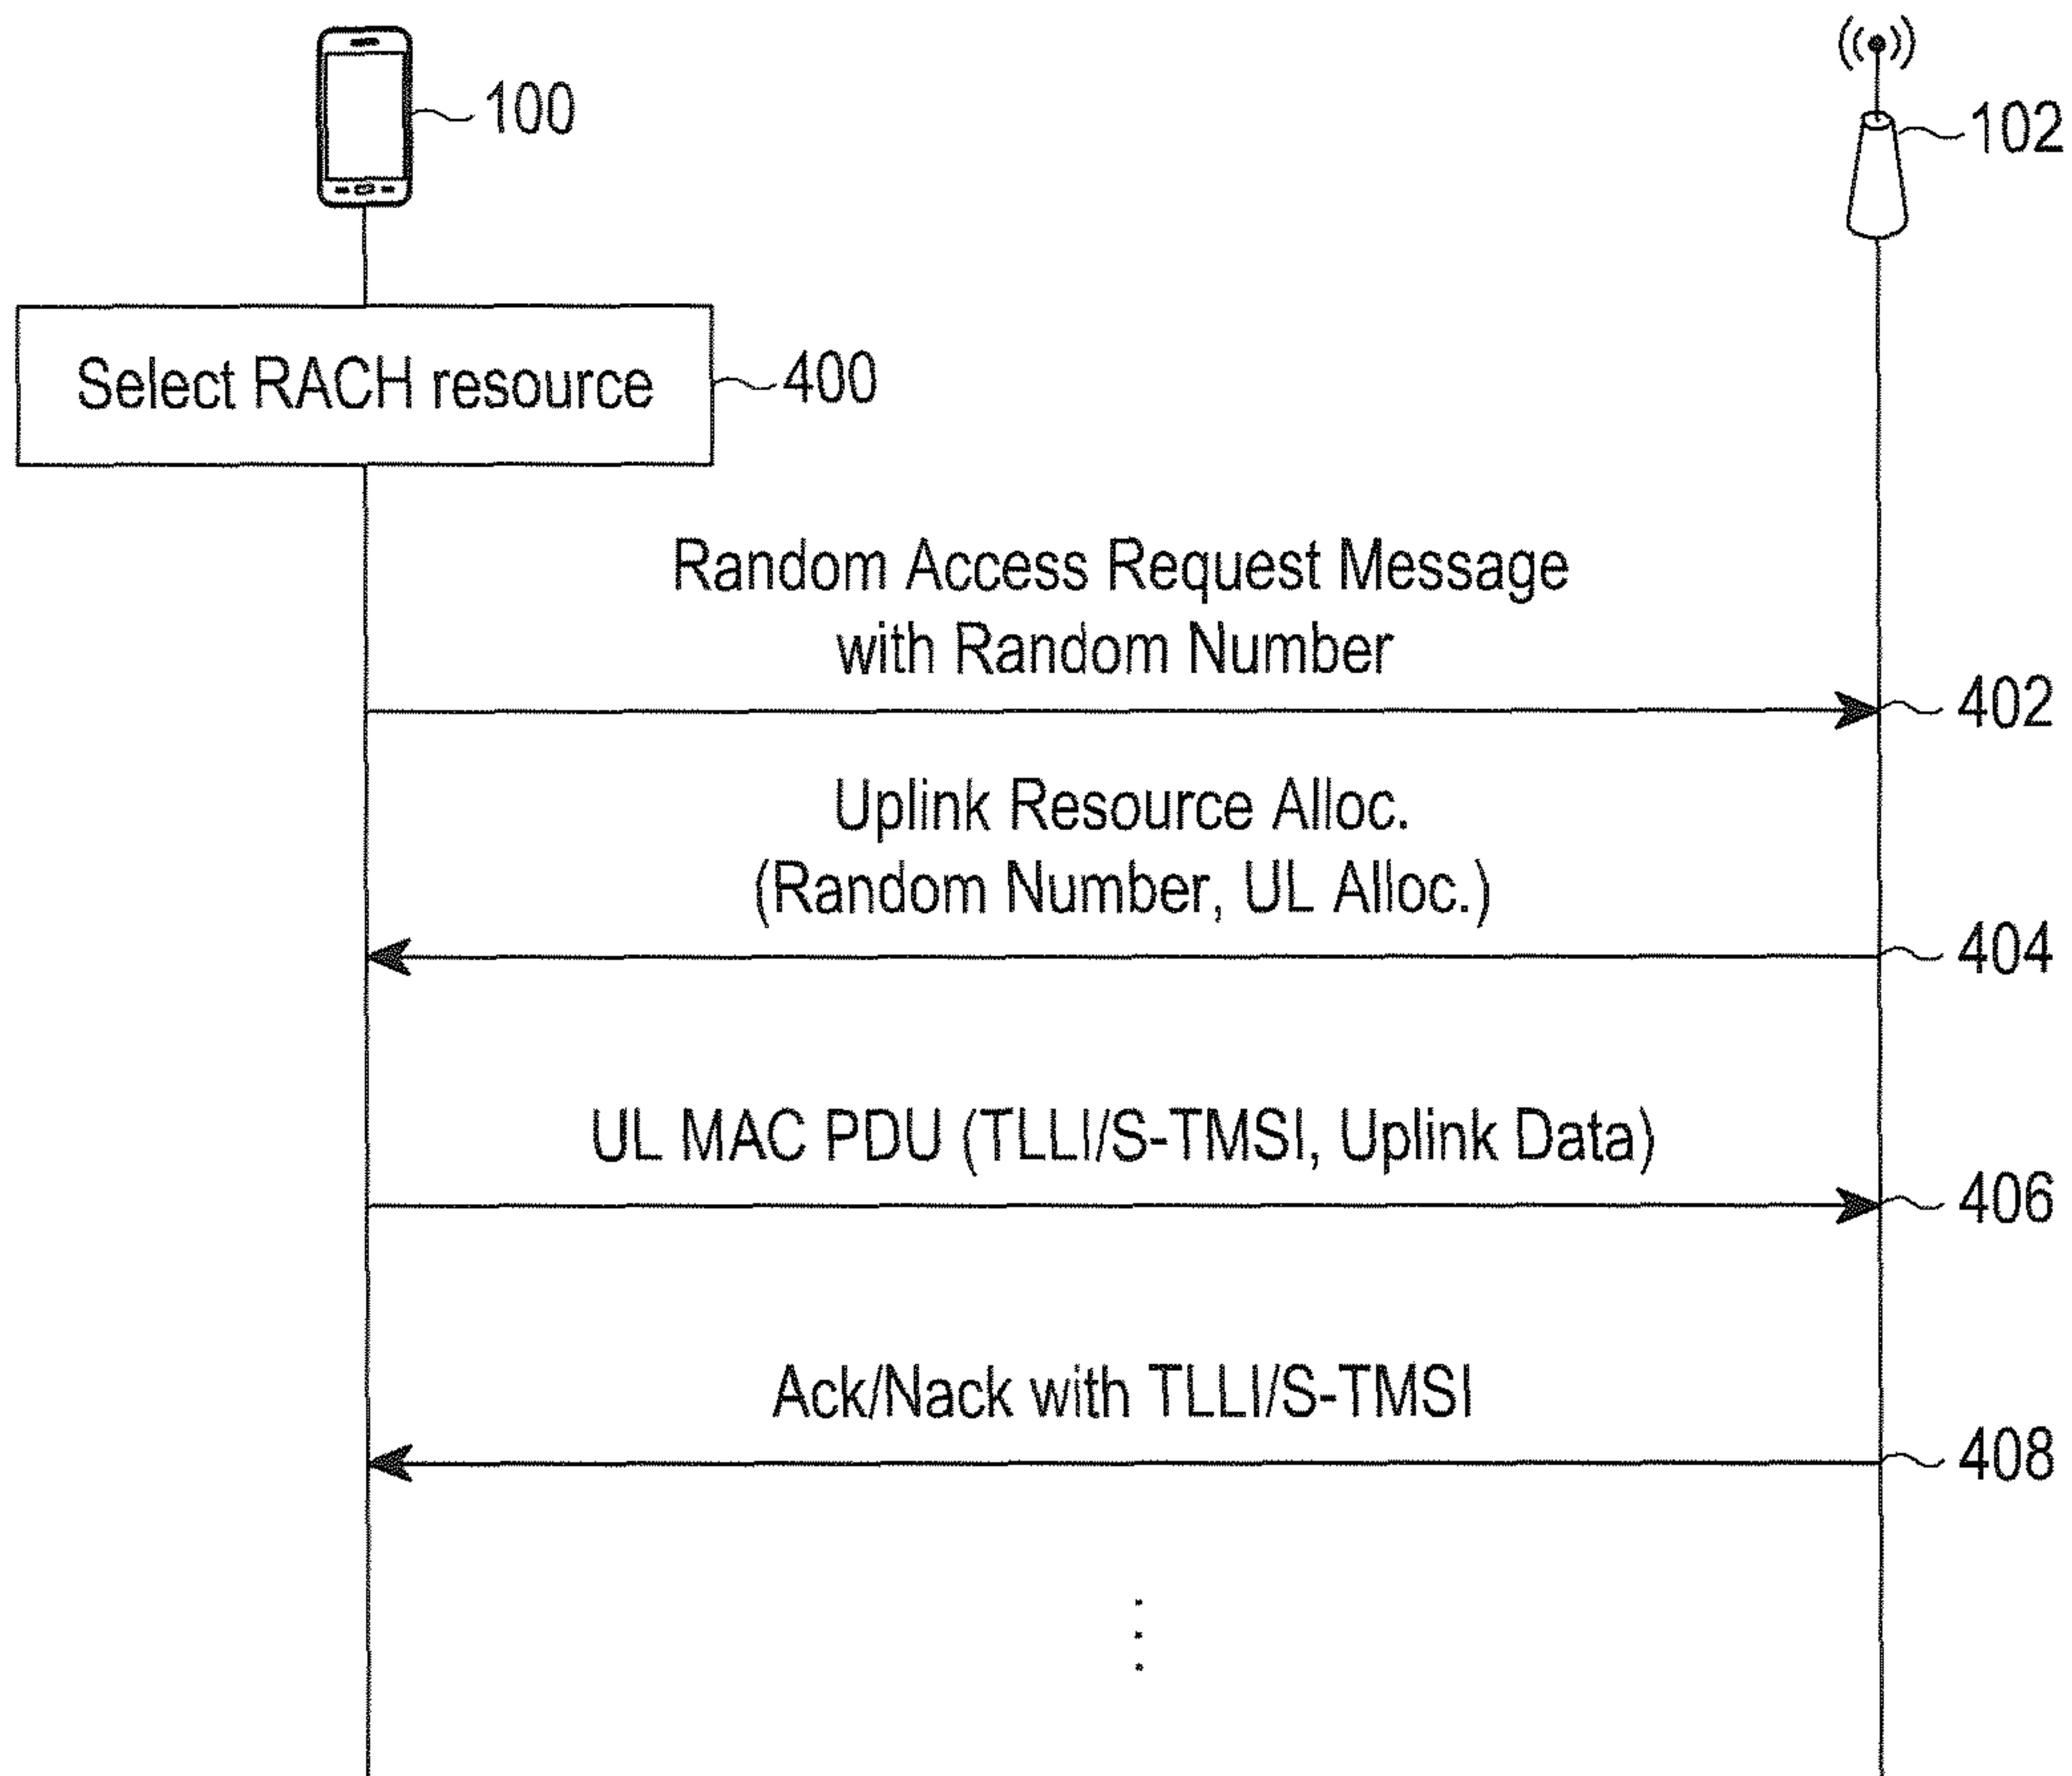 100
102
Select RACH resource
400
Random Access Request Message
with Random Number
402
Uplink Resource Alloc.
(Random Number, UL Alloc.)
404
UL MAC PDU (TLLI/S-TMSI, Uplink Data)
406
Ack/Nack with TLLI/S-TMSI
408